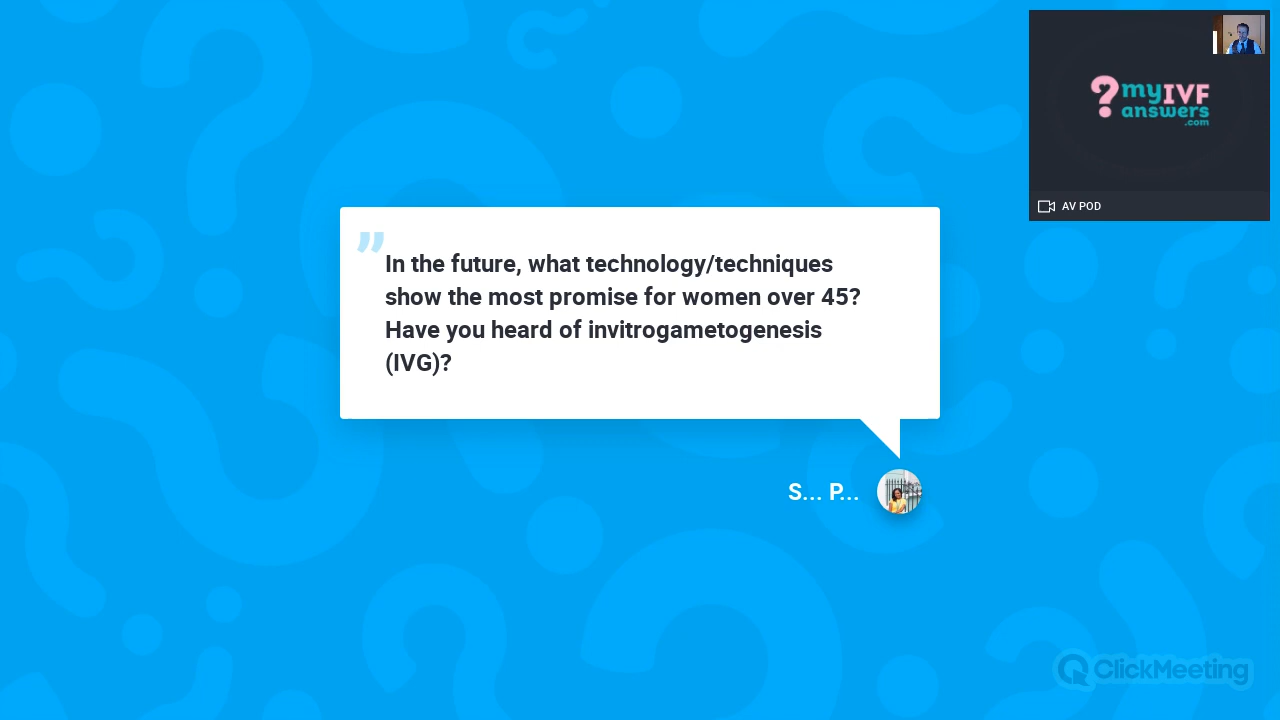 In the future, what technology/techniques
show the most promise for women over 45?
Have you heard of invitrogametogenesis
(IVG)?
S... P...
?myIVF
answers
.com
AV POD
ClickMeeting